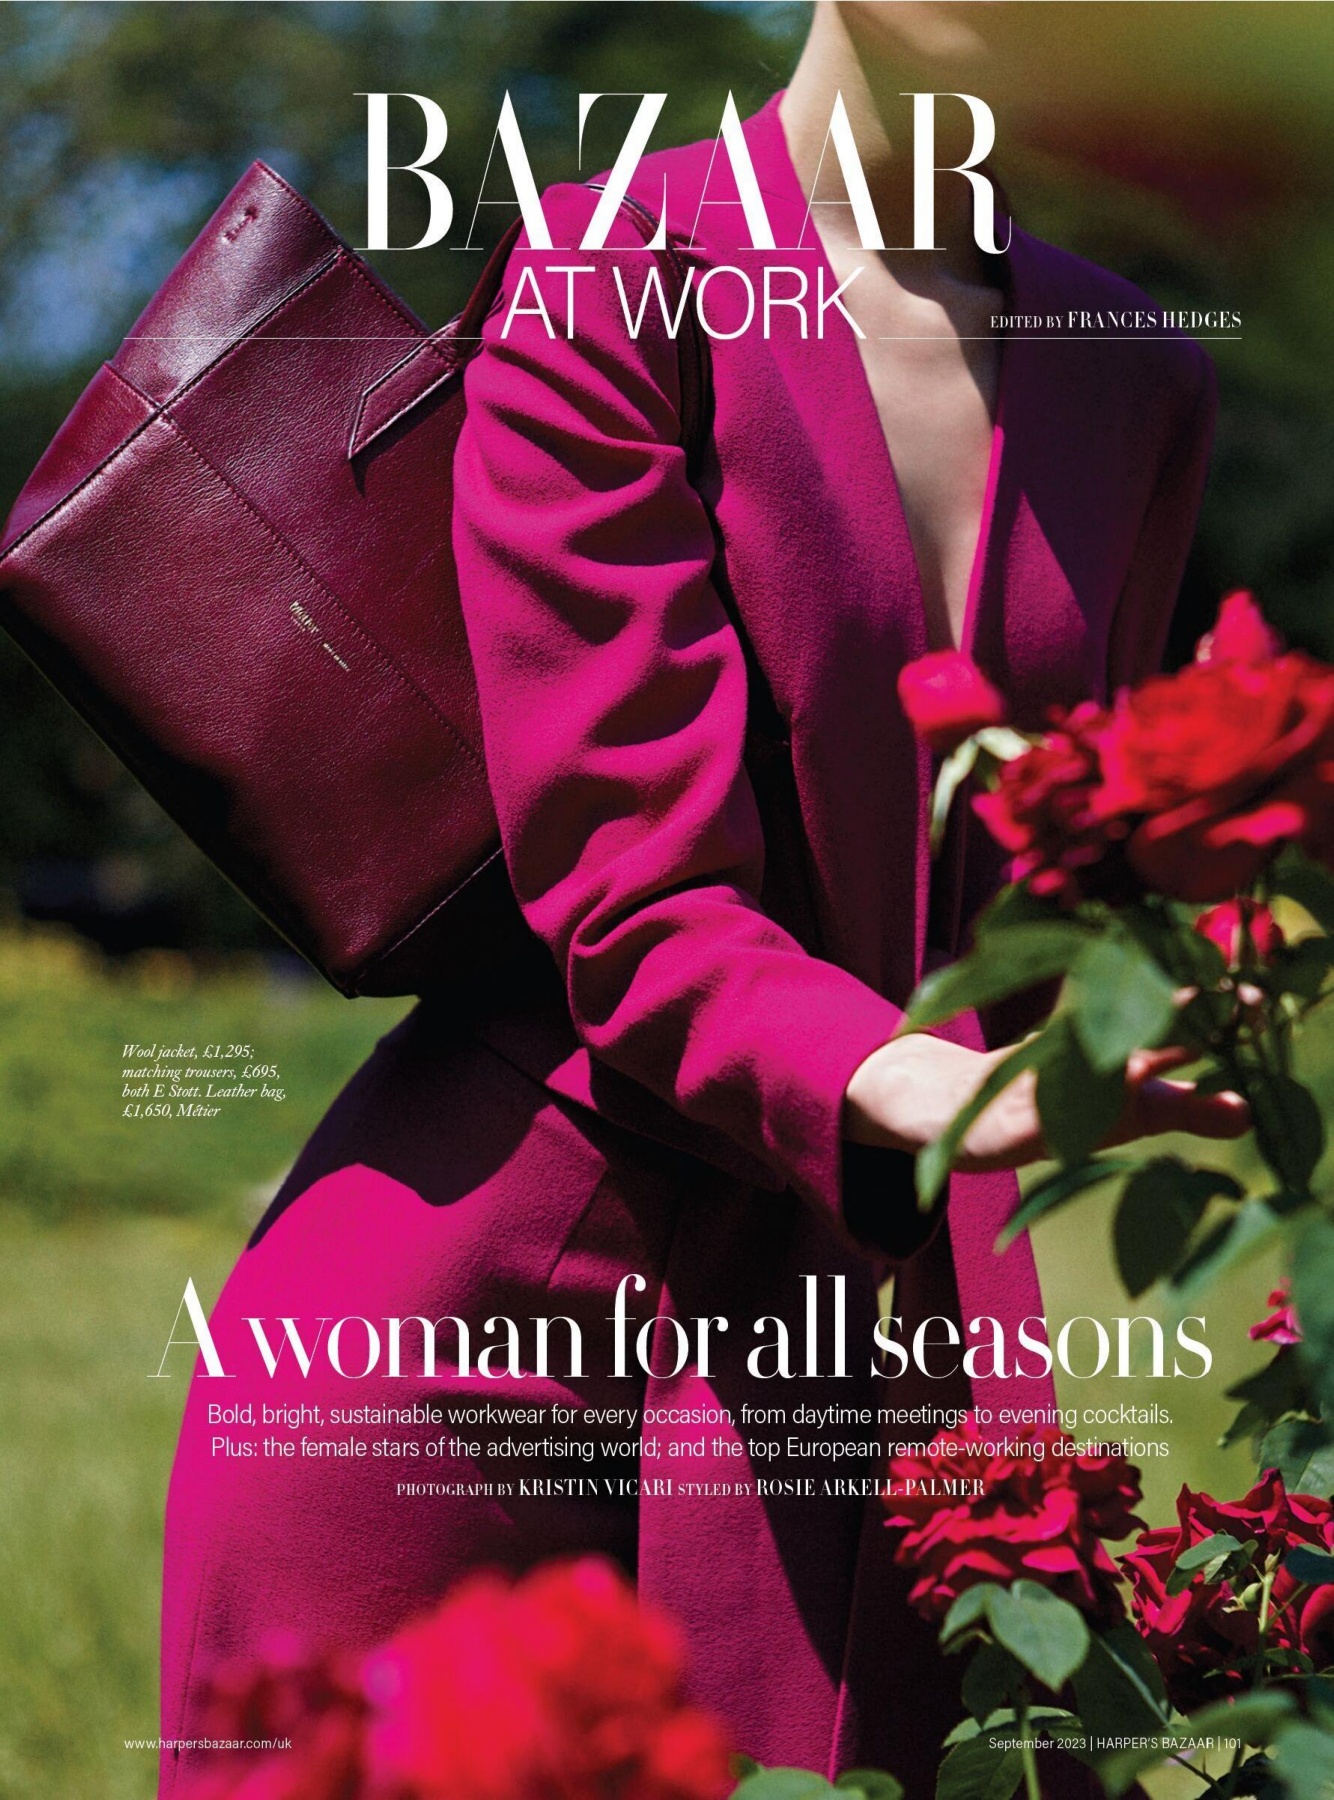 BAZAAR
AT WORK
EDITED BY FRANCES HEDGES
Wool jacket, £1,295;
matching trousers, £695,
both E Stott. Leather bag,
£1,650, Métier
A woman for all seasons
Bold, bright, sustainable workwear for every occasion, from daytime meetings to evening cocktails.
Plus: the female stars of the advertising world; and the top European remote-working destinations
PHOTOGRAPH BY KRISTIN VICARI STYLED BY ROSIE ARKELL-PALMER
www.harpersbazaar.com/uk
September 2023 | HARPER'S BAZAAR | 101